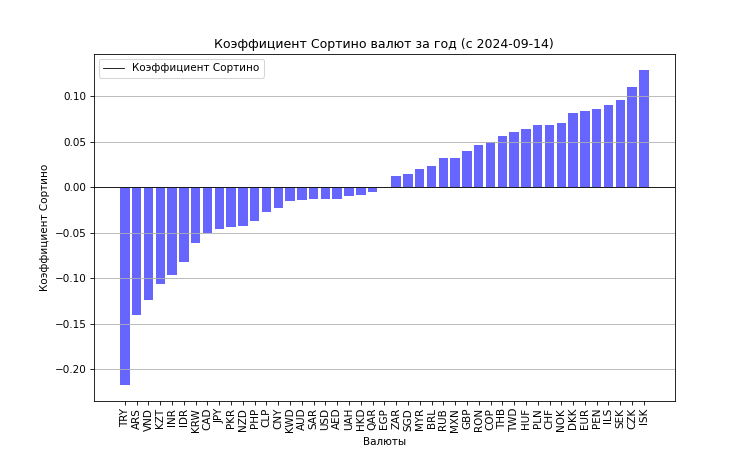 Коэффициент Сортино валют за год (с 2024-09-14)
Коэффициент Сортино
Коэффициент Сортино
0.10
0.05
0.00
−0.05
−0.10
−0.15
−0.20
TRY
ARS
VND
KZT
INR
IDR
KRW
CAD
JPY
PKR
NZD
PHP
CLP
CNY
KWD
AUD
SAR
USD
AED
UAH
HKD
QAR
EGP
ZAR
SGD
MYR
BRL
RUB
MXN
GBP
RON
COP
THB
TWD
HUF
PLN
CHF
NOK
DKK
EUR
PEN
ILS
SEK
CZK
ISK
Валюты